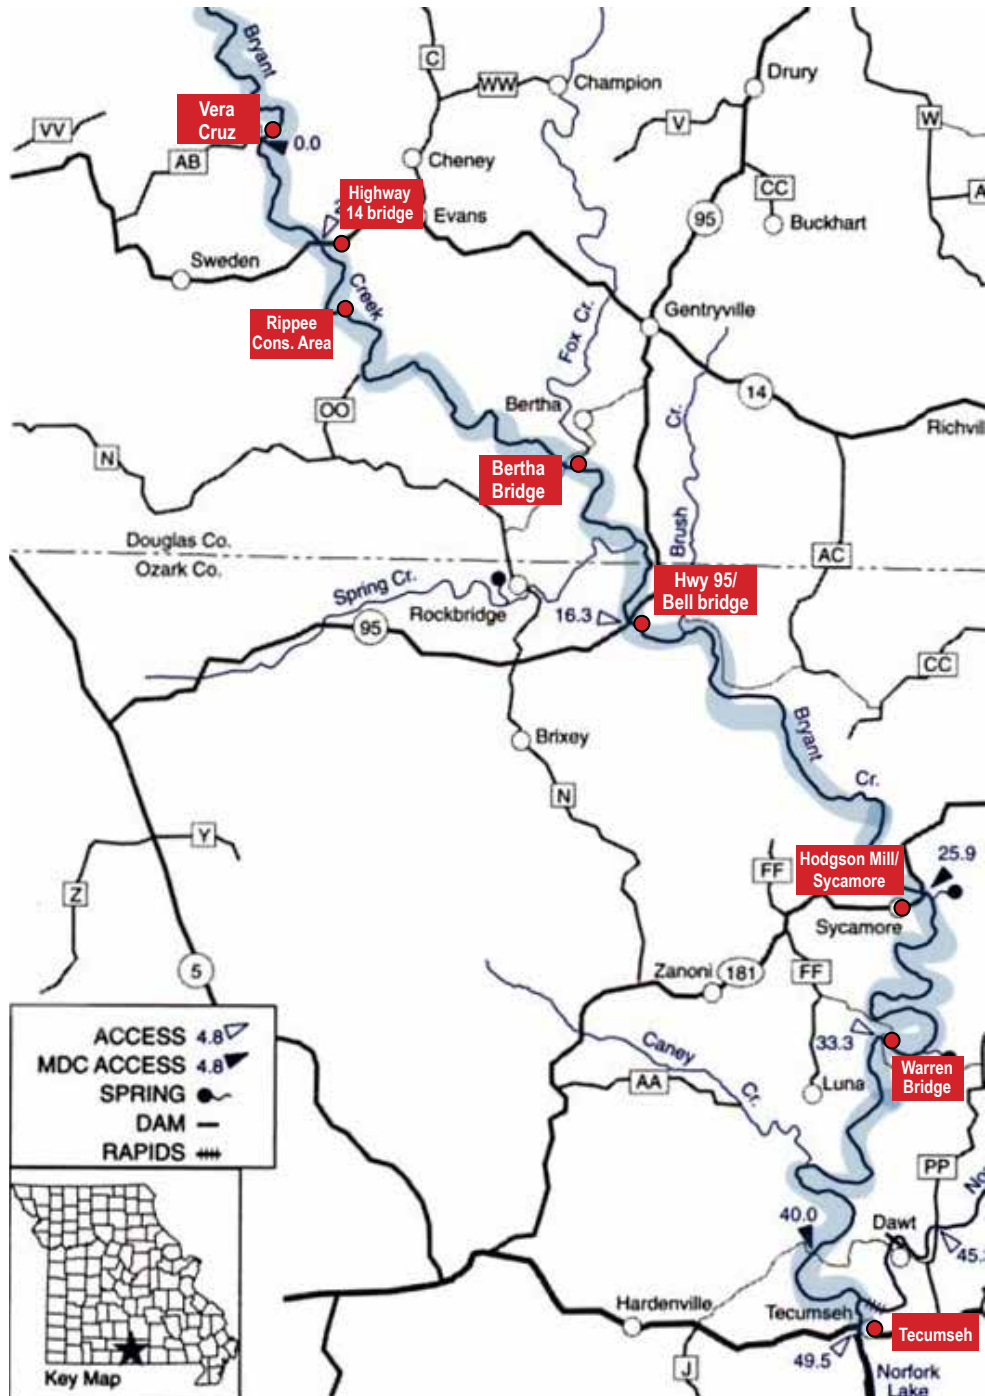 Bryant
C
WW
Champion
Drury
Vera
Cruz
0.0
VV
AB
V
W
Cheney
CC
Buckhart
Highway
14 bridge
Evans
95
Sweden
Creek
Rippee
Cons. Area
Fox Cr.
Gentryville
14
OO
Bertha
Cr.
Richvil
N
Bertha
Bridge
Brush
Douglas Co.
Ozark Co.
AC
Spring Cr.
Rockbridge
16.3
Hwy 95/
Bell bridge
95
CC
Brixey
Bryant
Cr.
N
Y
Z
FF
Hodgson Mill/
Sycamore
25.9
Sycamore
5
Zanoni
181
FF
ACCESS 4.8
MDC ACCESS 4.8
SPRING
DAM
RAPIDS
Caney
Cr.
33.3
Warren
Bridge
AA
Luna
PP
No
40.0
Dawt
45.
Hardenville
Tecumseh
Tecumseh
49.5
J
Norfork
Lake
Key Map